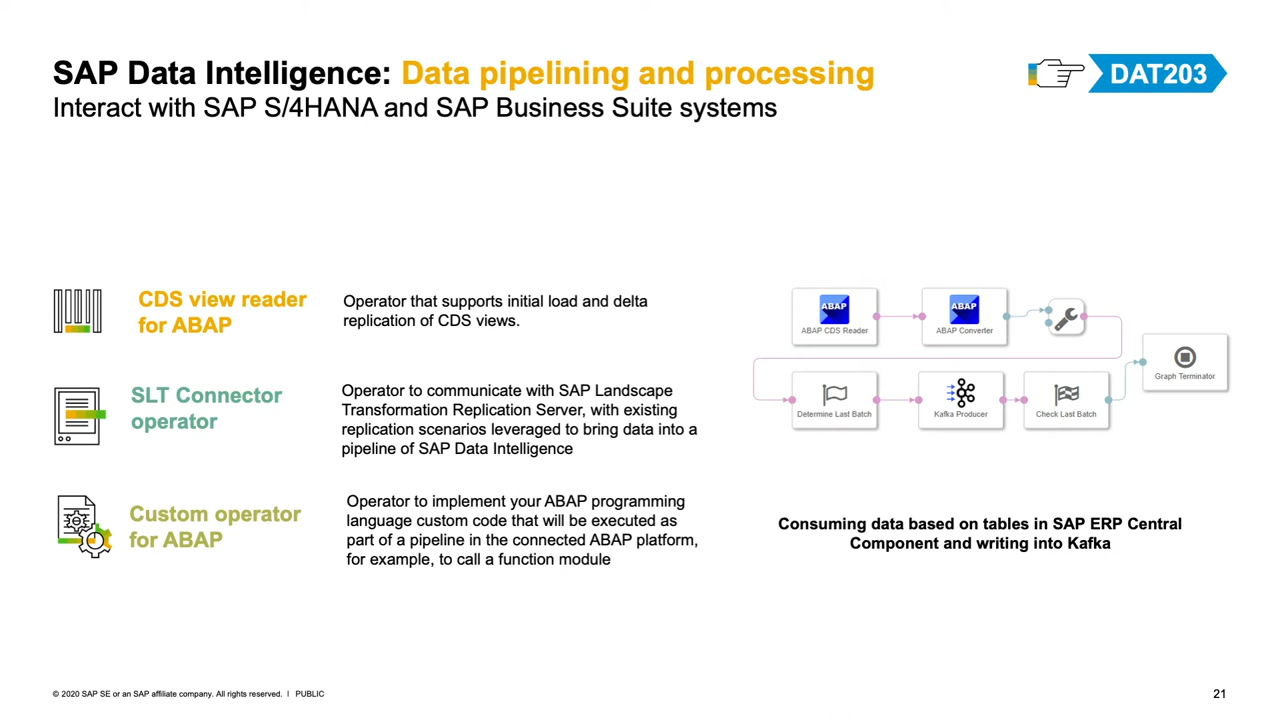 SAP Data Intelligence: Data pipelining and processing
Interact with SAP S/4HANA and SAP Business Suite systems
DAT203
CDS view reader
for ABAP
Operator that supports initial load and delta
replication of CDS views.
SLT Connector
operator
Operator to communicate with SAP Landscape
Transformation Replication Server, with existing
replication scenarios leveraged to bring data into a
pipeline of SAP Data Intelligence
Custom operator
for ABAP
Operator to implement your ABAP programming
language custom code that will be executed as
part of a pipeline in the connected ABAP platform,
for example, to call a function module
ABAP
ABAP CDS Reader
ABAP
ABAP Converter
Graph Terminator
Determine Last Batch
Kafka Producer
Check Last Batch
Consuming data based on tables in SAP ERP Central
Component and writing into Kafka
© 2020 SAP SE or an SAP affiliate company. All rights reserved. | PUBLIC
21